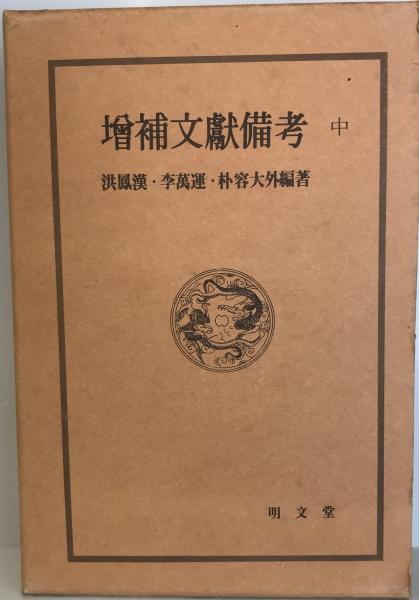 增補文獻備考 中
洪鳳漢・李萬運・朴容大外編著
明文堂